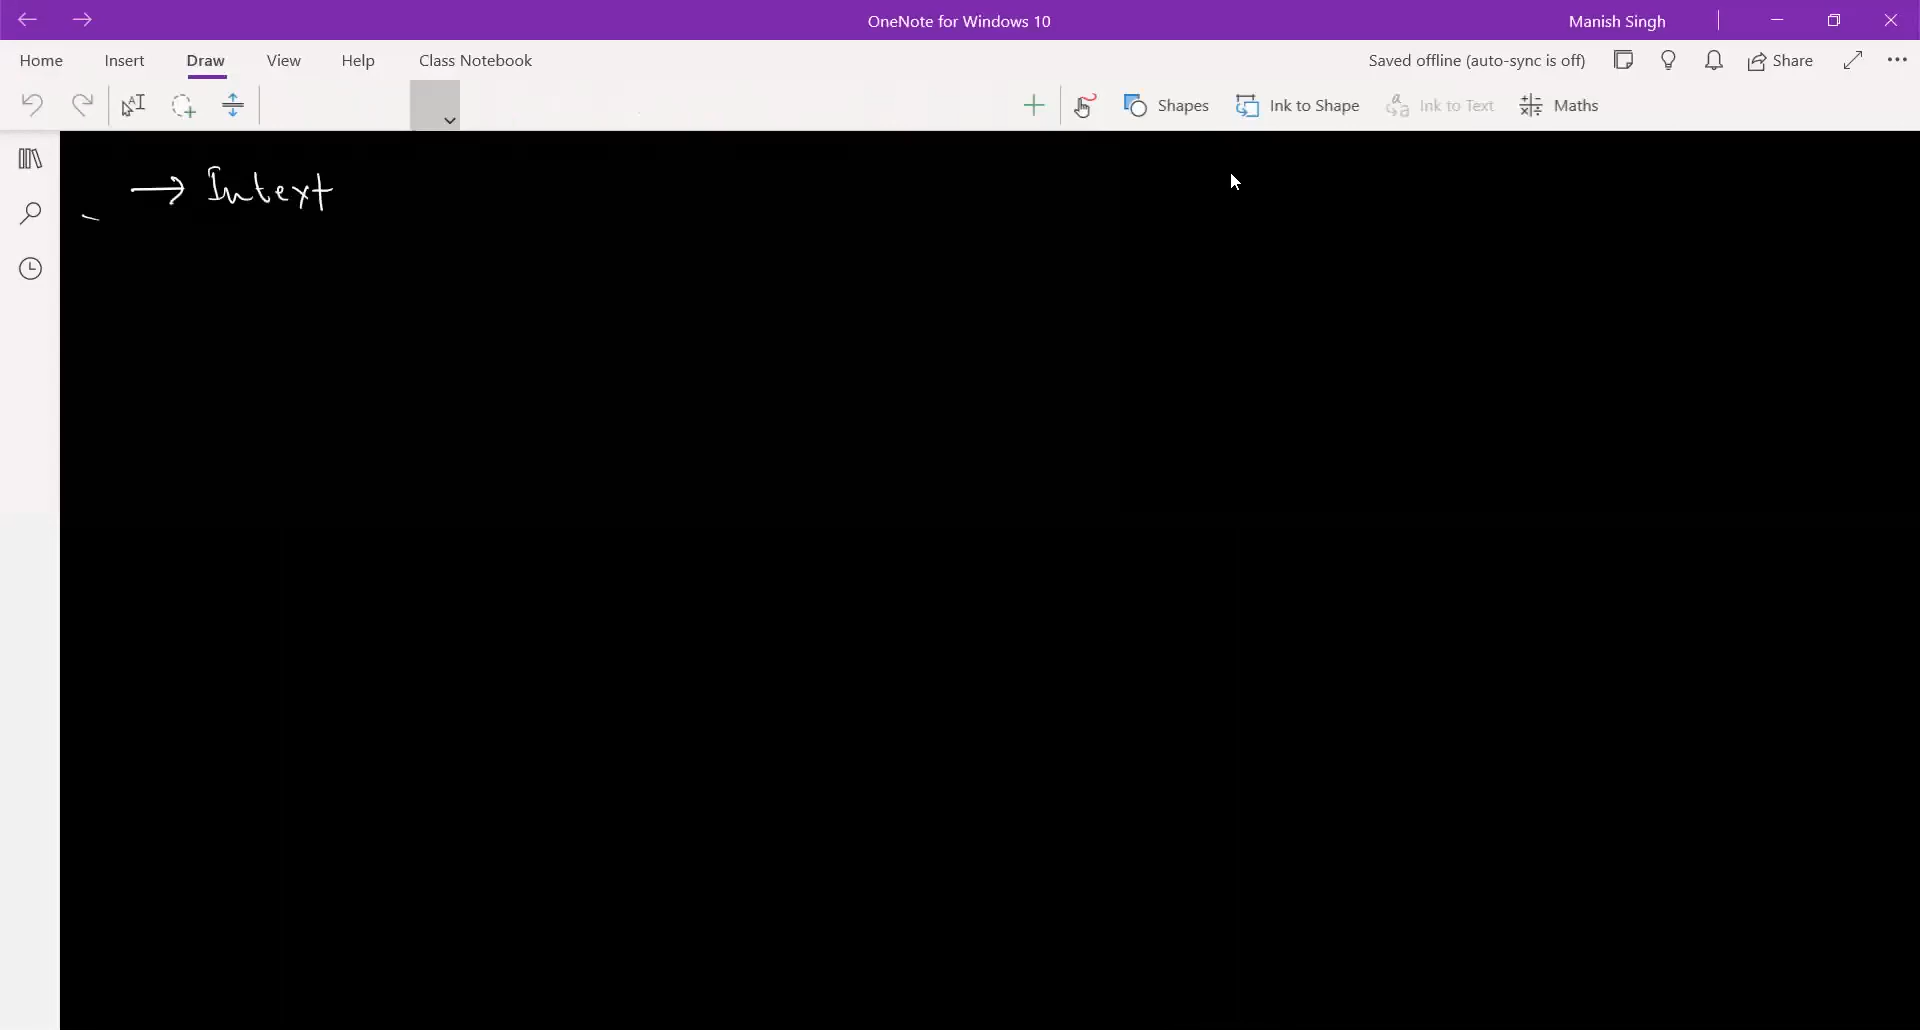 OneNote for Windows 10
Manish Singh
Home Insert Draw View Help Class Notebook
Saved offline (auto-sync is off) Share
Shapes Ink to Shape Ink to Text Maths
→ Intext